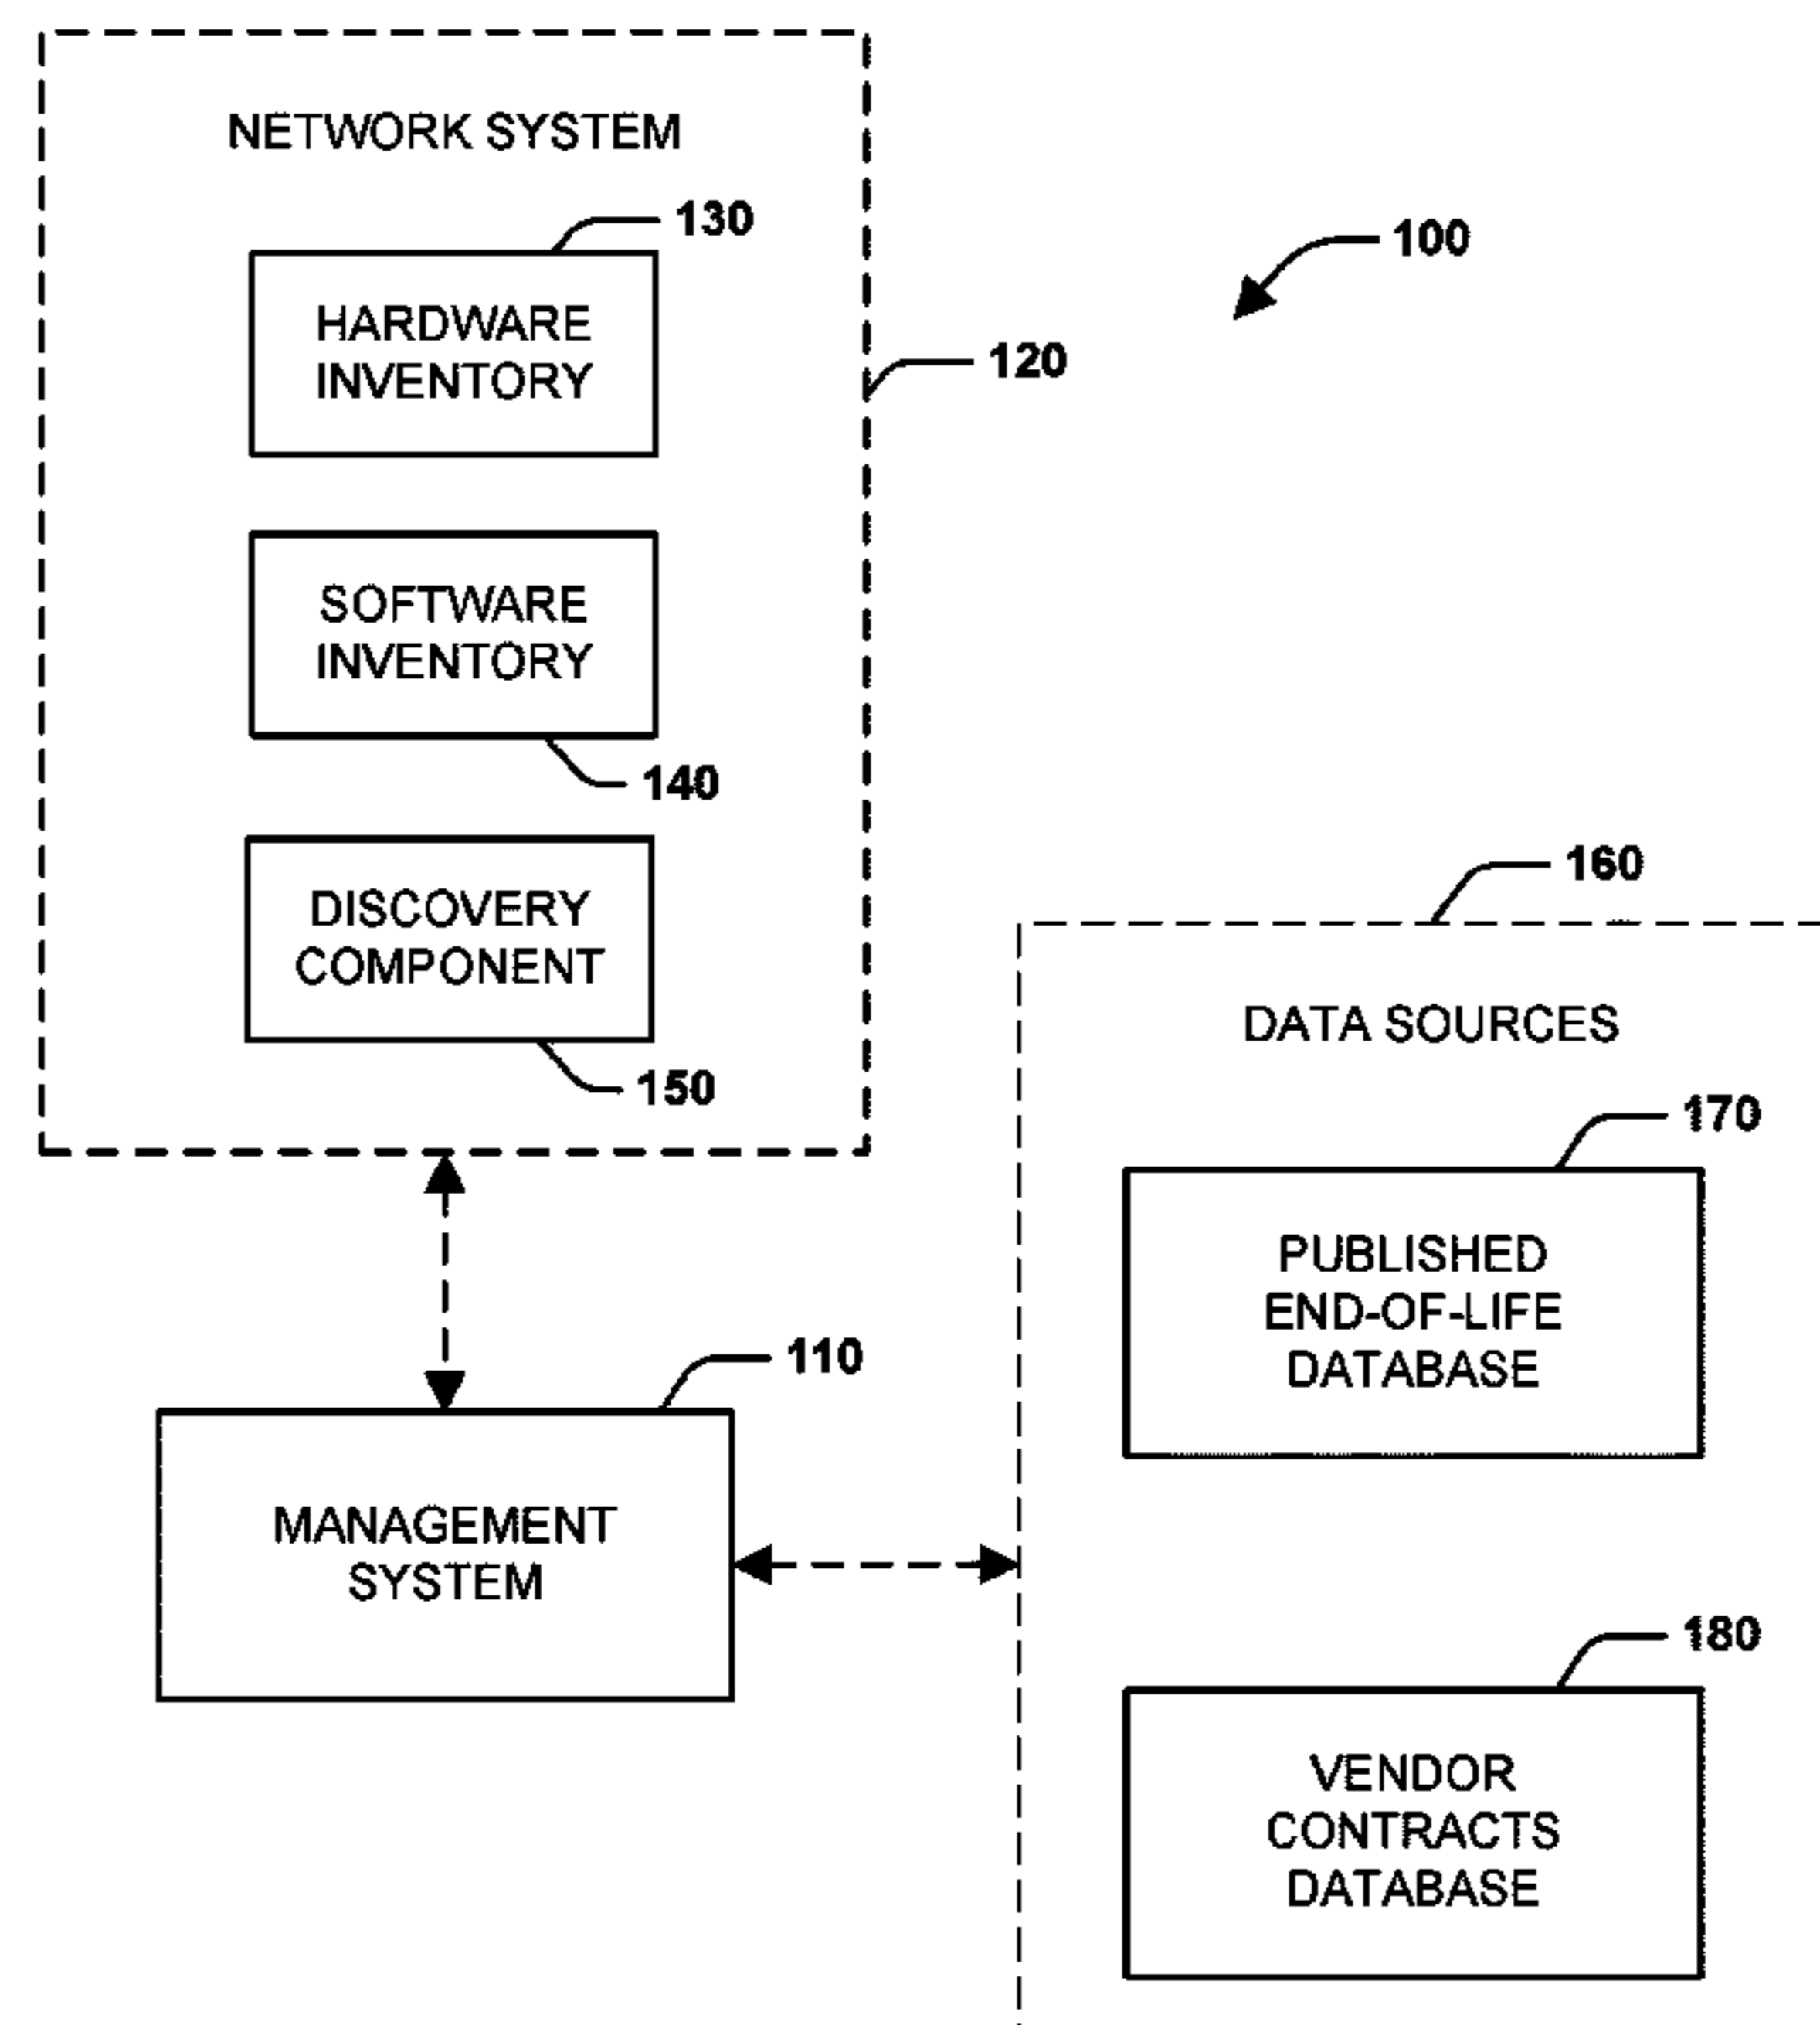 NETWORK SYSTEM
130
HARDWARE
INVENTORY
100
120
SOFTWARE
INVENTORY
140
DISCOVERY
COMPONENT
150
160
DATA SOURCES
170
PUBLISHED
END-OF-LIFE
DATABASE
110
MANAGEMENT
SYSTEM
180
VENDOR
CONTRACTS
DATABASE